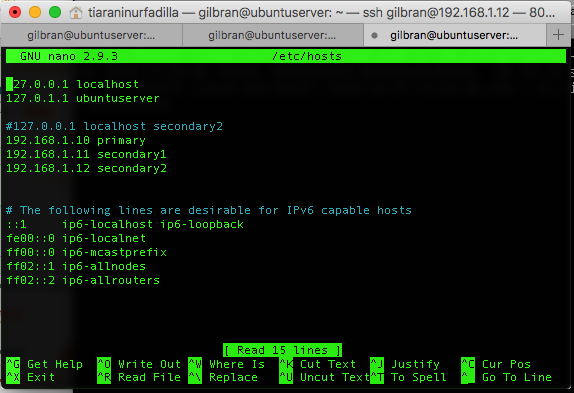 tiaraninurfadilla — gilbran@ubuntuserver: ~ — ssh gilbran@192.168.1.12 — 80...
gilbran@ubuntuserver:... gilbran@ubuntuserver:... gilbran@ubuntuserver:...
GNU nano 2.9.3 /etc/hosts
127.0.0.1 localhost
127.0.1.1 ubuntuserver
#127.0.0.1 localhost secondary2
192.168.1.10 primary
192.168.1.11 secondary1
192.168.1.12 secondary2
# The following lines are desirable for IPv6 capable hosts
::1 ip6-localhost ip6-loopback
fe00::0 ip6-localnet
ff00::0 ip6-mcastprefix
ff02::1 ip6-allnodes
ff02::2 ip6-allrouters
[ Read 15 lines ]
^G Get Help ^O Write Out ^W Where Is ^K Cut Text ^J Justify ^C Cur Pos
^X Exit ^R Read File ^\ Replace ^U Uncut Text ^T To Spell ^_ Go To Line